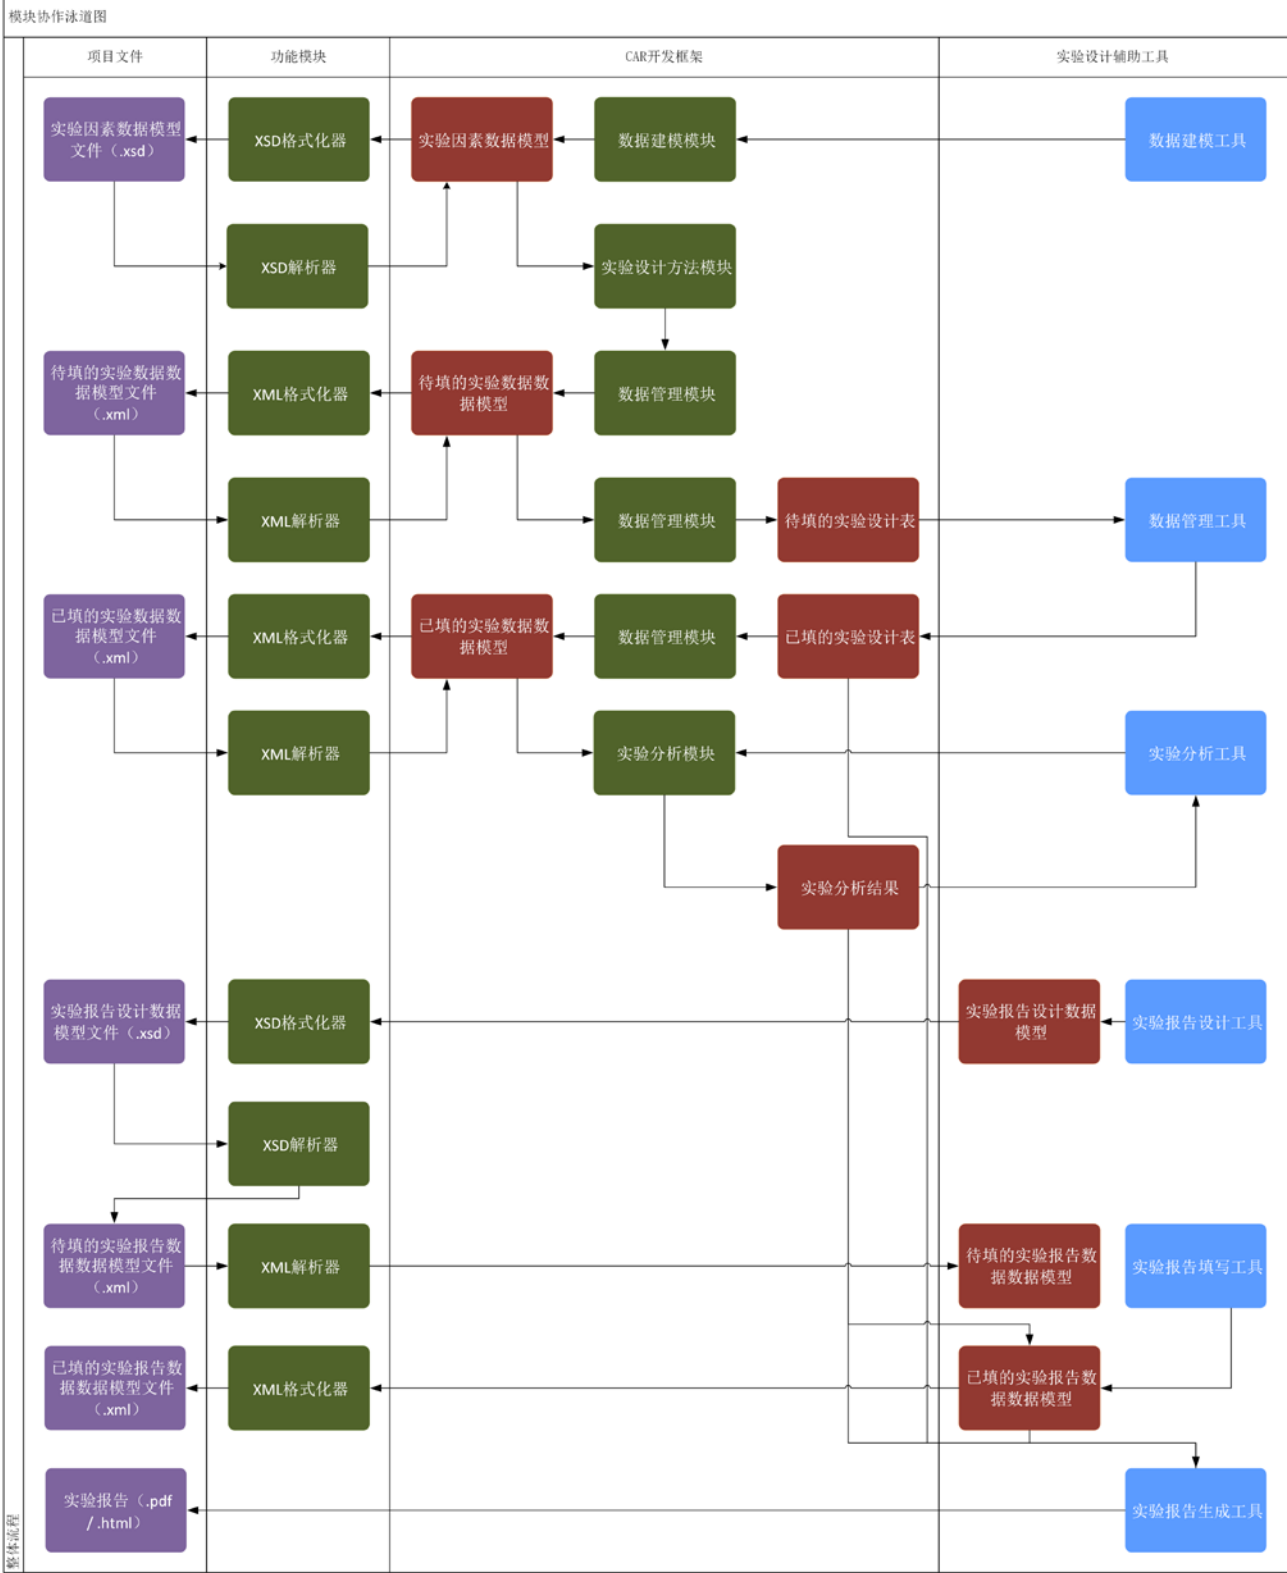 模块协作泳道图
项目文件
功能模块
CAR开发框架
实验设计辅助工具
实验因素数据模型
文件（.xsd）
XSD格式化器
实验因素数据模型
数据建模模块
数据建模工具
XSD解析器
实验设计方法模块
待填的实验数据数
据模型文件
（.xml）
XML格式化器
待填的实验数据数
据模型
数据管理模块
XML解析器
数据管理模块
待填的实验设计表
数据管理工具
已填的实验数据数
据模型文件
（.xml）
XML格式化器
已填的实验数据数
据模型
数据管理模块
已填的实验设计表
XML解析器
实验分析模块
实验分析工具
实验分析结果
实验报告设计数据
模型文件（.xsd）
XSD格式化器
实验报告设计数据
模型
实验报告设计工具
XSD解析器
待填的实验报告数
据数据模型文件
（.xml）
XML解析器
待填的实验报告数
据数据模型
实验报告填写工具
已填的实验报告数
据数据模型文件
（.xml）
XML格式化器
已填的实验报告数
据数据模型
实验报告（.pdf
/ .html）
实验报告生成工具
整体流程